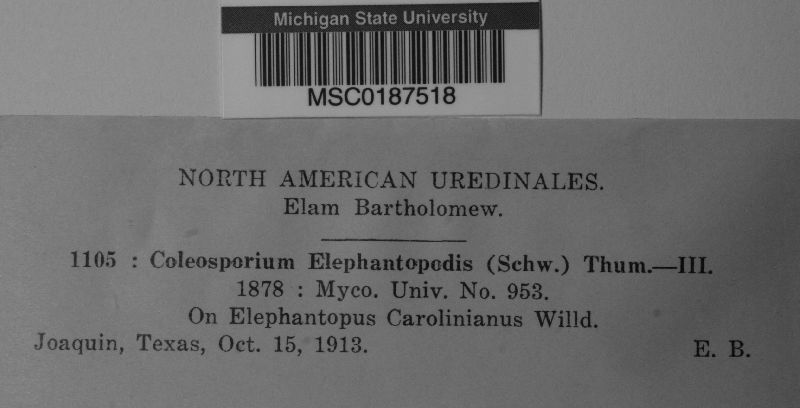 Michigan State University
MSC0187518
NORTH AMERICAN UREDINALES.
Elam Bartholomew.
1105 : Coleosporium Elephantopodis (Schw.) Thum.—III.
1878 : Myco. Univ. No. 953.
On Elephantopus Carolinianus Willd.
Joaquin, Texas, Oct. 15, 1913. E. B.